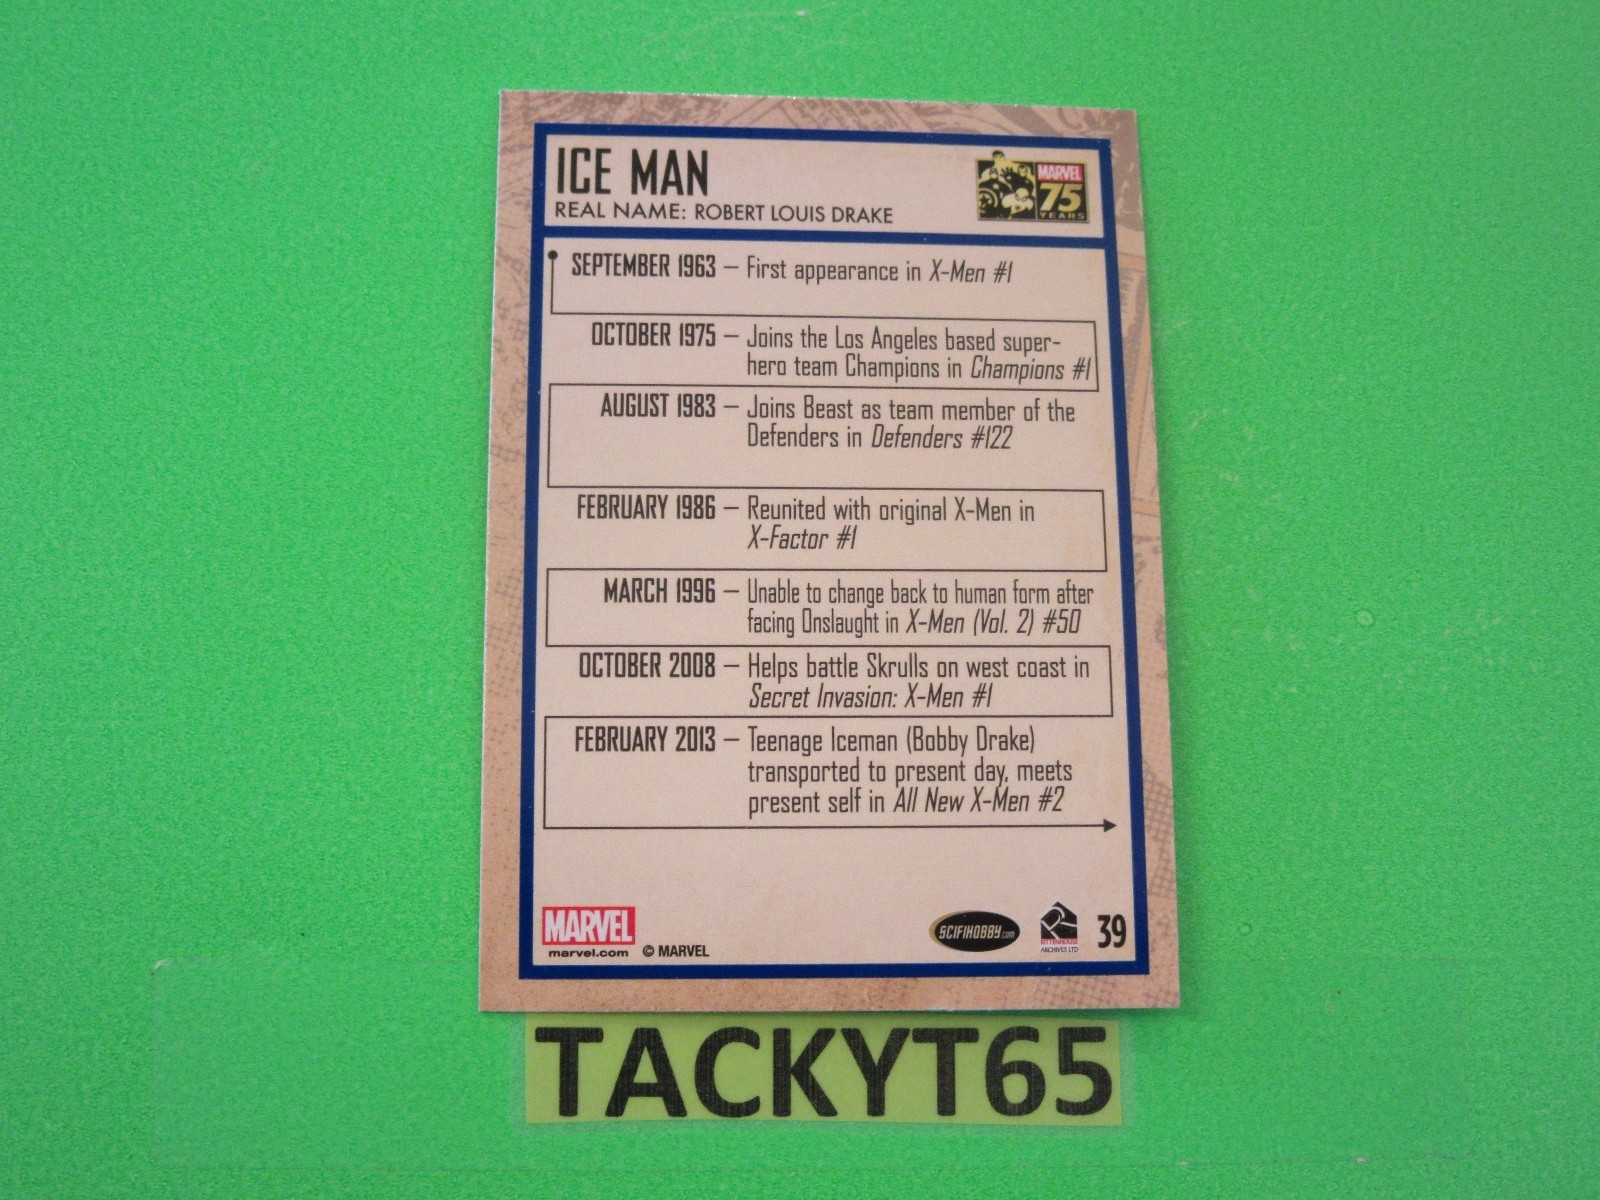 ICE MAN
REAL NAME: ROBERT LOUIS DRAKE
MARVEL
75
YEARS
SEPTEMBER 1963 – First appearance in X-Men #1
OCTOBER 1975 – Joins the Los Angeles based super-
hero team Champions in Champions #1
AUGUST 1983 – Joins Beast as team member of the
Defenders in Defenders #122
FEBRUARY 1986 – Reunited with original X-Men in
X-Factor #1
MARCH 1996 – Unable to change back to human form after
facing Onslaught in X-Men (Vol. 2) #50
OCTOBER 2008 – Helps battle Skrulls on west coast in
Secret Invasion: X-Men #1
FEBRUARY 2013 – Teenage Iceman (Bobby Drake)
transported to present day, meets
present self in All New X-Men #2
MARVEL
marvel.com © MARVEL
SCIFIHOBBY.com
RITTENHOUSE
ARCHIVES LTD
39
TACKYT65